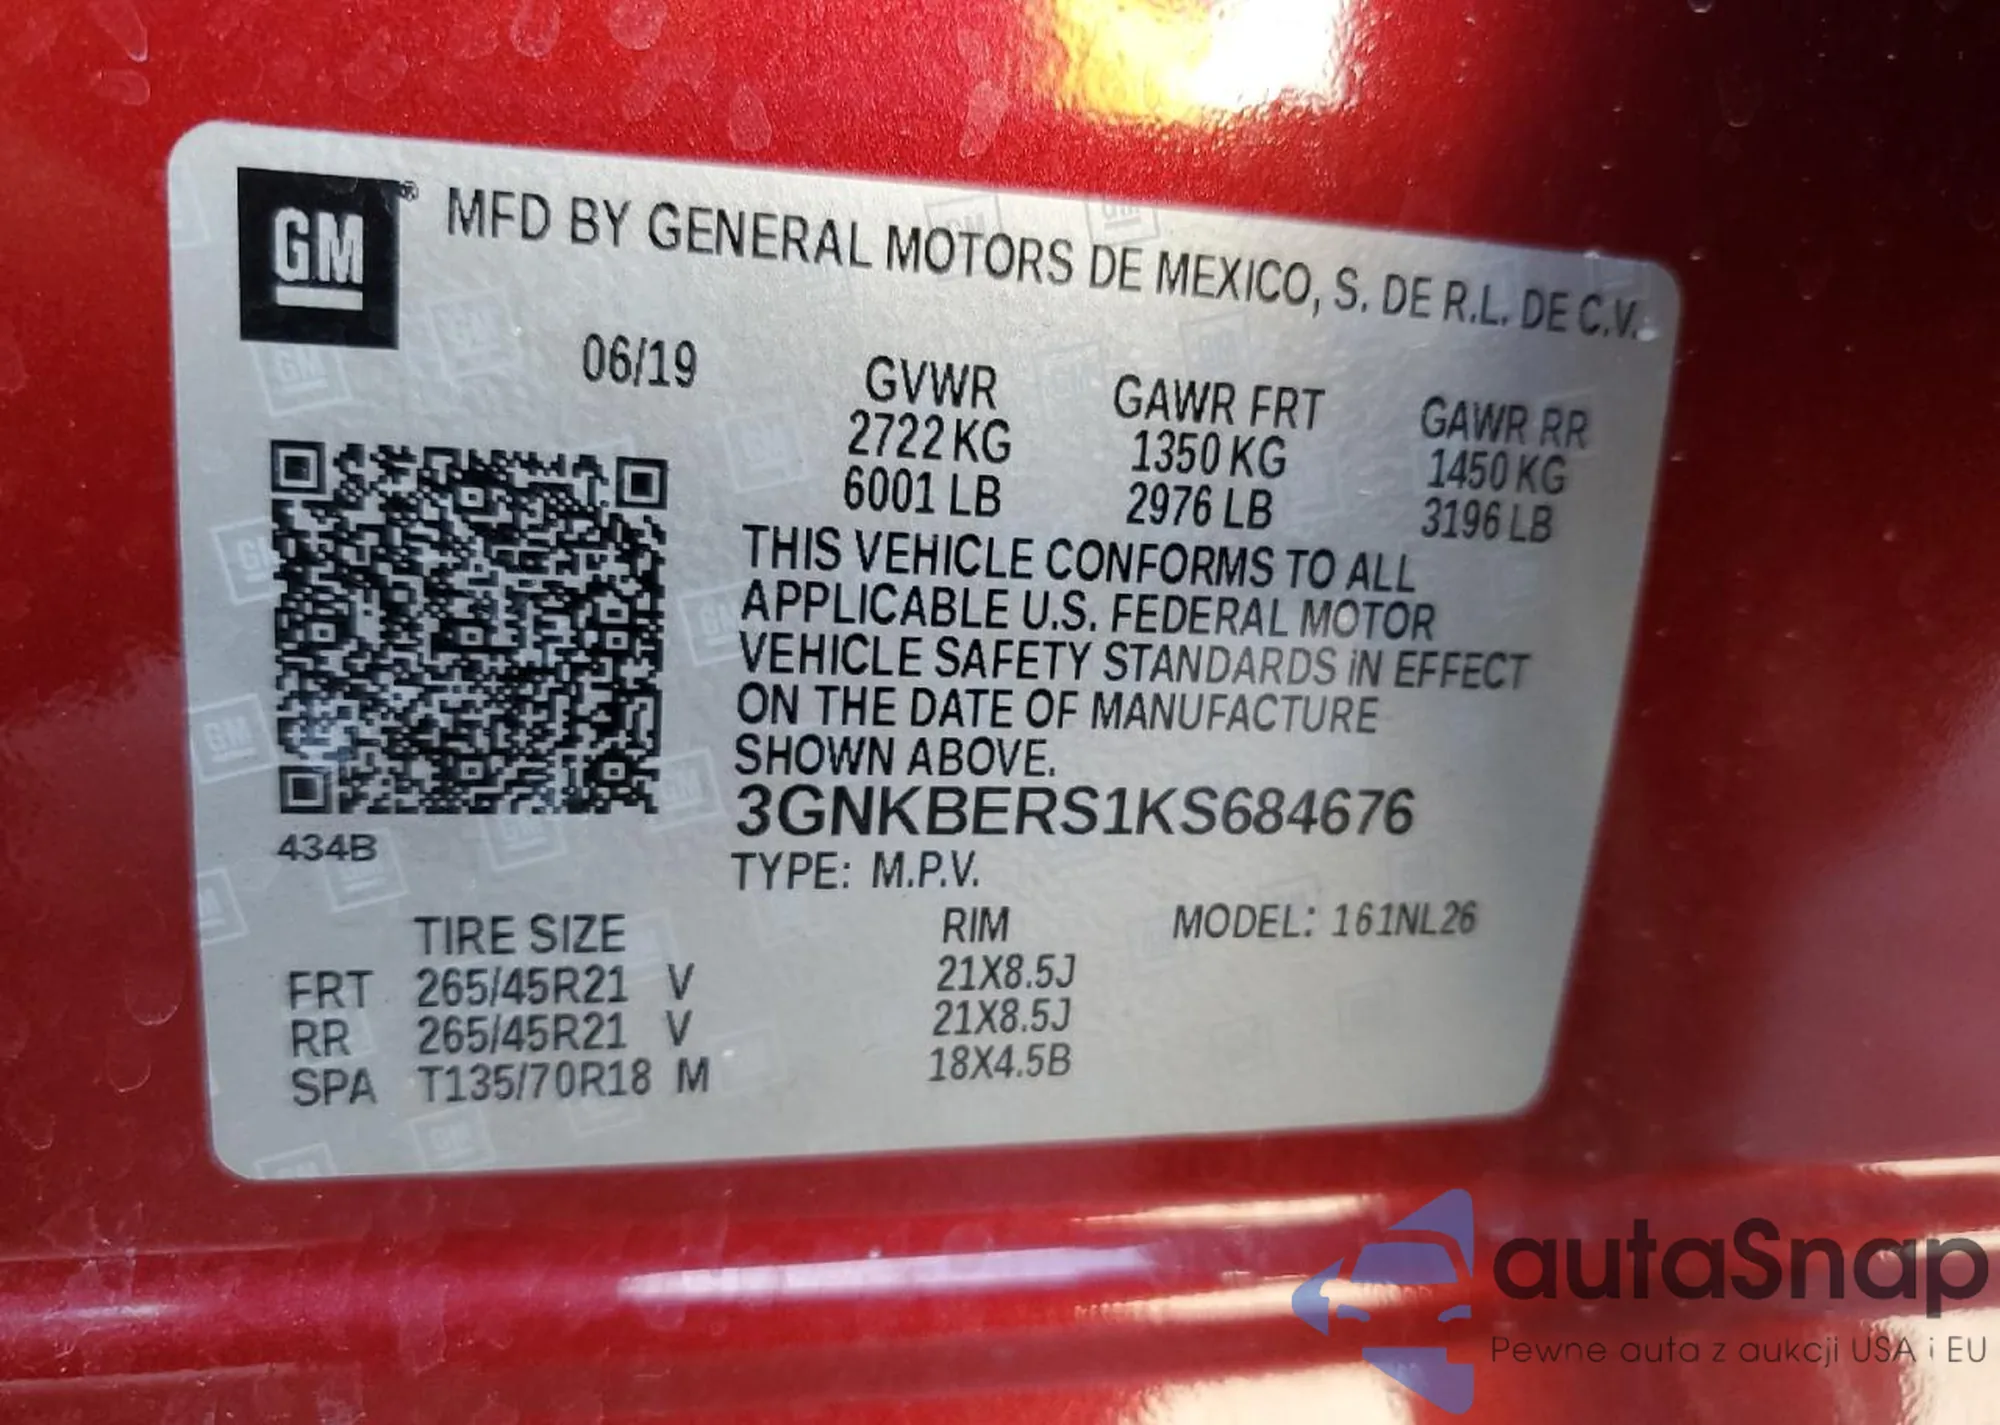 GM® MFD BY GENERAL MOTORS DE MEXICO, S. DE R.L. DE C.V.
06/19 GVWR GAWR FRT GAWR RR
2722 KG 1350 KG 1450 KG
6001 LB 2976 LB 3196 LB
THIS VEHICLE CONFORMS TO ALL
APPLICABLE U.S. FEDERAL MOTOR
VEHICLE SAFETY STANDARDS iN EFFECT
ON THE DATE OF MANUFACTURE
SHOWN ABOVE.
3GNKBERS1KS684676
434B
TYPE: M.P.V.
TIRE SIZE RIM MODEL: 161NL26
FRT 265/45R21 V 21X8.5J
RR 265/45R21 V 21X8.5J
SPA T135/70R18 M 18X4.5B
autaSnap
Pewne auta z aukcji USA i EU